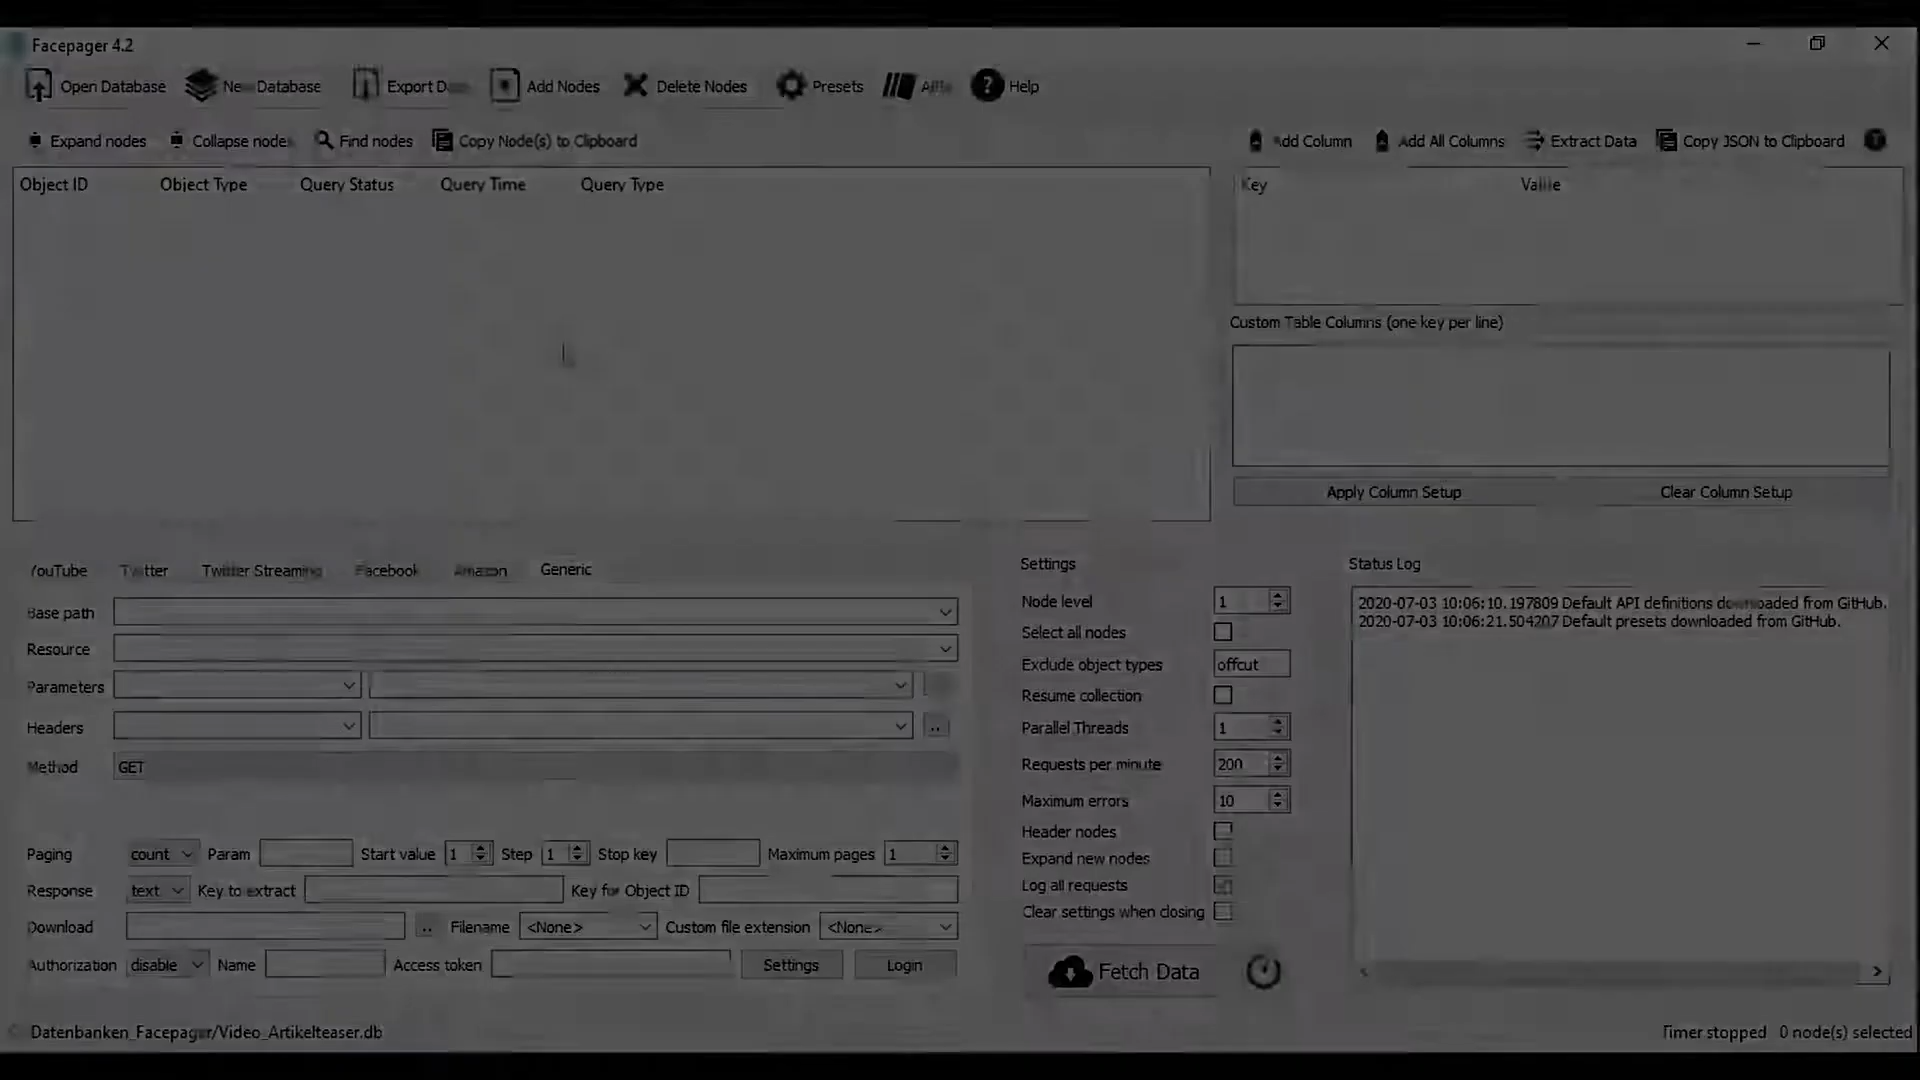 Facepager 4.2
Open Database New Database Export Data Add Nodes Delete Nodes Presets APIs Help
Expand nodes Collapse nodes Find nodes Copy Node(s) to Clipboard Add Column Add All Columns Extract Data Copy JSON to Clipboard
Object ID Object Type Query Status Query Time Query Type Key Value
Custom Table Columns (one key per line)
Apply Column Setup Clear Column Setup
YouTube Twitter Twitter Streaming Facebook Amazon Generic
Base path
Resource
Parameters
Headers ..
Method GET
Paging count Param Start value 1 Step 1 Stop key Maximum pages 1
Response text Key to extract Key for Object ID
Download .. Filename <None> Custom file extension <None>
Authorization disable Name Access token Settings Login
Settings
Node level 1
Select all nodes
Exclude object types offcut
Resume collection
Parallel Threads 1
Requests per minute 200
Maximum errors 10
Header nodes
Expand new nodes
Log all requests
Clear settings when closing
Fetch Data
Status Log
2020-07-03 10:06:10.197809 Default API definitions downloaded from GitHub.
2020-07-03 10:06:21.504207 Default presets downloaded from GitHub.
Datenbanken_Facepager/Video_Artikelteaser.db Timer stopped 0 node(s) selected